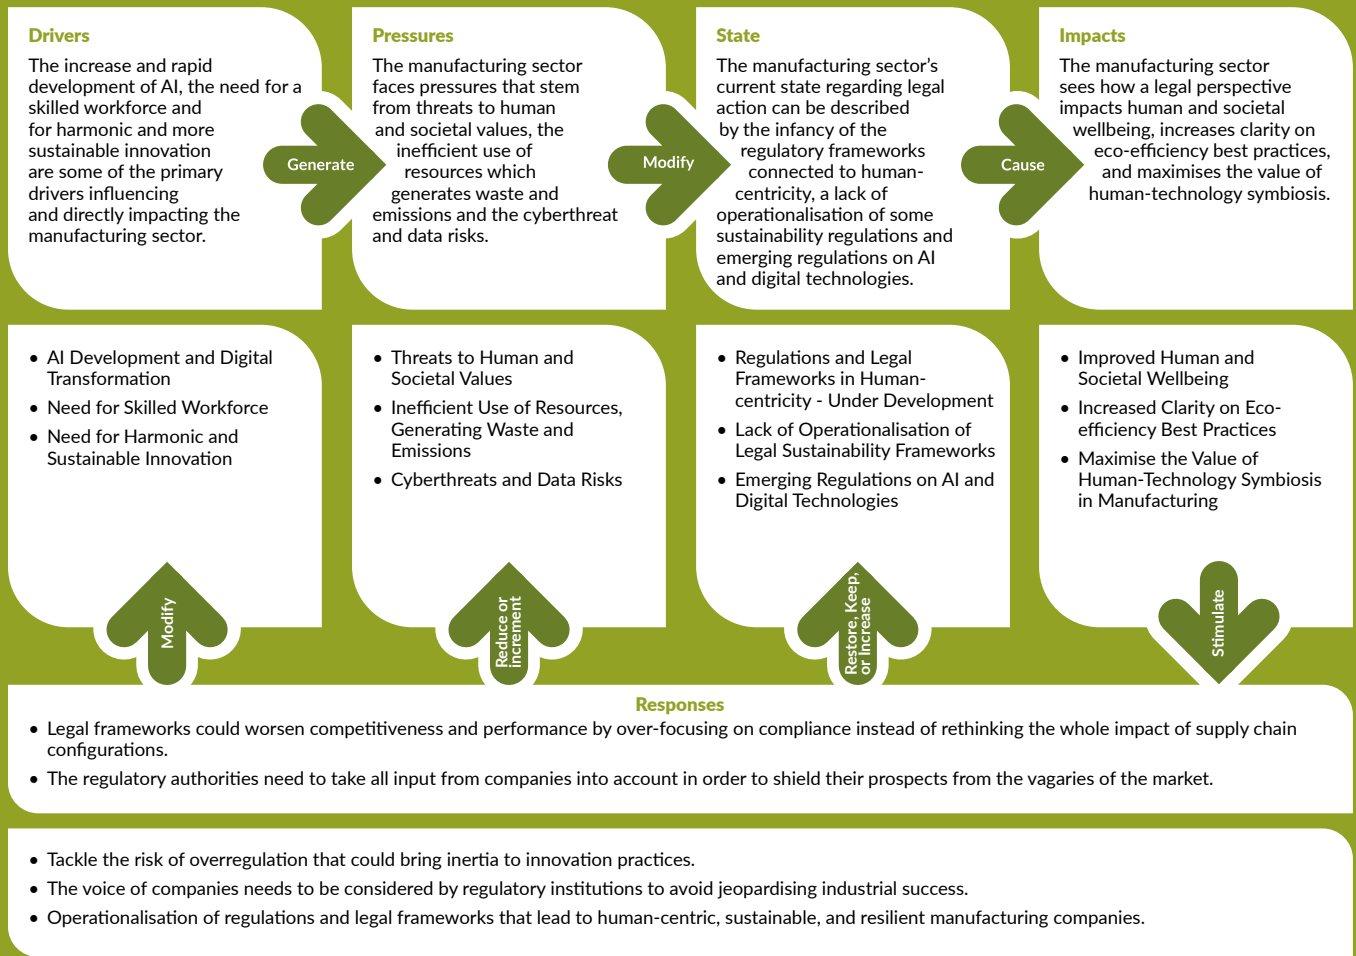 Drivers
The increase and rapid
development of AI, the need for a
skilled workforce and
for harmonic and more
sustainable innovation
are some of the primary
drivers influencing
and directly impacting the
manufacturing sector.
Generate
Pressures
The manufacturing sector
faces pressures that stem
from threats to human
and societal values, the
inefficient use of
resources which
generates waste and
emissions and the cyberthreat
and data risks.
Modify
State
The manufacturing sector's
current state regarding legal
action can be described
by the infancy of the
regulatory frameworks
connected to human-
centricity, a lack of
operationalisation of some
sustainability regulations and
emerging regulations on AI
and digital technologies.
Cause
Impacts
The manufacturing sector
sees how a legal perspective
impacts human and societal
wellbeing, increases clarity on
eco-efficiency best practices,
and maximises the value of
human-technology symbiosis.
• AI Development and Digital
Transformation
• Need for Skilled Workforce
• Need for Harmonic and
Sustainable Innovation
Modify
• Threats to Human and
Societal Values
• Inefficient Use of Resources,
Generating Waste and
Emissions
• Cyberthreats and Data Risks
Reduce or
increment
• Regulations and Legal
Frameworks in Human-
centricity - Under Development
• Lack of Operationalisation of
Legal Sustainability Frameworks
• Emerging Regulations on AI and
Digital Technologies
Restore, Keep,
or Increase
• Improved Human and
Societal Wellbeing
• Increased Clarity on Eco-
efficiency Best Practices
• Maximise the Value of
Human-Technology Symbiosis
in Manufacturing
Stimulate
Responses
• Legal frameworks could worsen competitiveness and performance by over-focusing on compliance instead of rethinking the whole impact of supply chain
configurations.
• The regulatory authorities need to take all input from companies into account in order to shield their prospects from the vagaries of the market.
• Tackle the risk of overregulation that could bring inertia to innovation practices.
• The voice of companies needs to be considered by regulatory institutions to avoid jeopardising industrial success.
• Operationalisation of regulations and legal frameworks that lead to human-centric, sustainable, and resilient manufacturing companies.